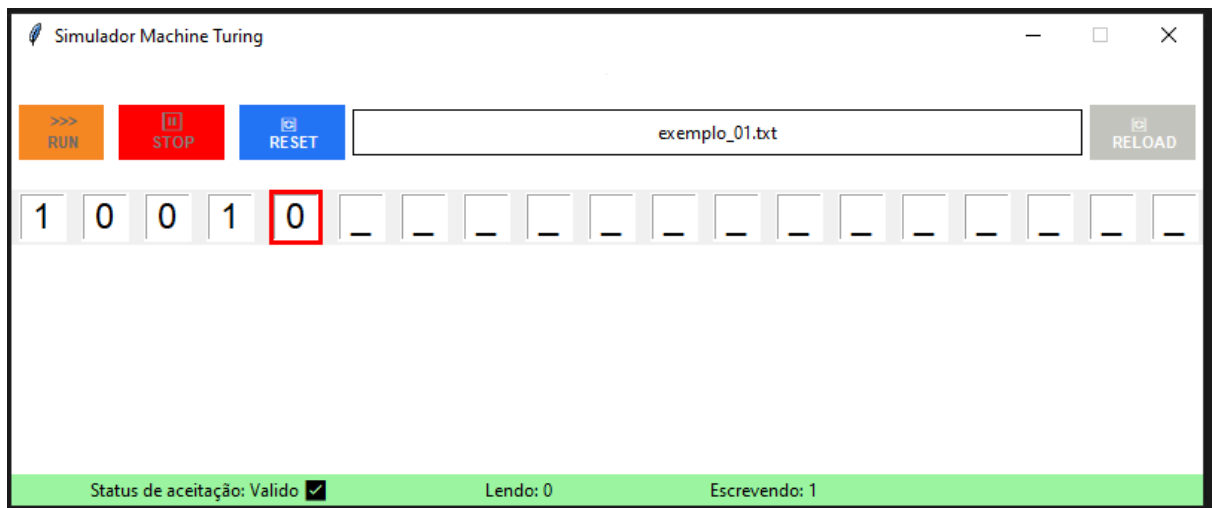 Simulador Machine Turing
>>>
RUN
STOP
RESET
exemplo_01.txt
RELOAD
1 0 0 1 0 _ _ _ _ _ _ _ _ _ _ _ _ _ _
Status de aceitação: Valido Lendo: 0 Escrevendo: 1